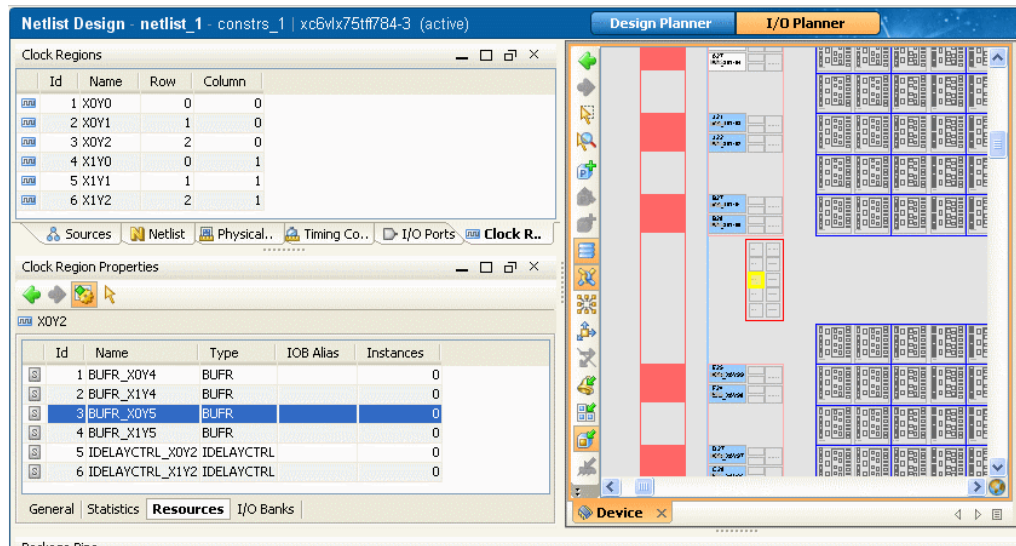 Netlist Design - netlist_1 - constrs_1 | xc6vlx75tff784-3 (active)
Design Planner
I/O Planner
Clock Regions
Id Name Row Column
1 X0Y0 0 0
2 X0Y1 1 0
3 X0Y2 2 0
4 X1Y0 0 1
5 X1Y1 1 1
6 X1Y2 2 1
Sources Netlist Physical.. Timing Co.. I/O Ports Clock R..
Clock Region Properties
X0Y2
Id Name Type IOB Alias Instances
1 BUFR_X0Y4 BUFR 0
2 BUFR_X1Y4 BUFR 0
3 BUFR_X0Y5 BUFR 0
4 BUFR_X1Y5 BUFR 0
5 IDELAYCTRL_X0Y2 IDELAYCTRL 0
6 IDELAYCTRL_X1Y2 IDELAYCTRL 0
General Statistics Resources I/O Banks
Device